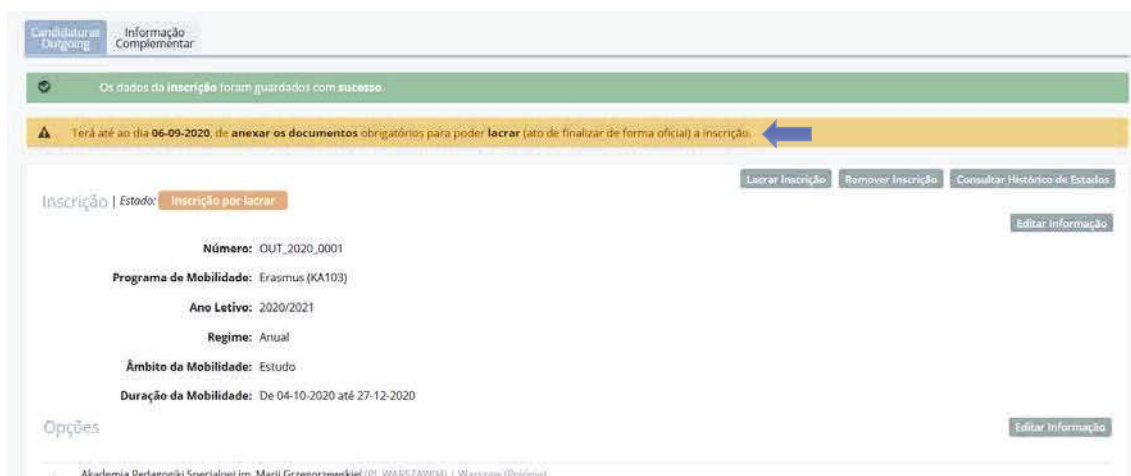 Candidaturas Outgoing
Informação Complementar
Os dados da inscrição foram guardados com sucesso.
Terá até ao dia 06-09-2020, de anexar os documentos obrigatórios para poder lacrar (ato de finalizar de forma oficial) a inscrição.
Lacrar Inscrição Remover Inscrição Consultar Histórico de Estados
Inscrição | Estado: Inscrição por lacrar
Editar Informação
Número: OUT_2020_0001
Programa de Mobilidade: Erasmus (KA103)
Ano Letivo: 2020/2021
Regime: Anual
Âmbito da Mobilidade: Estudo
Duração da Mobilidade: De 04-10-2020 até 27-12-2020
Opções Editar Informação
Akademia Pedagogiki Specjalnej im. Marii Grzegorzewskiej (PL WARSZAW04) | Warszaw (Polónia)